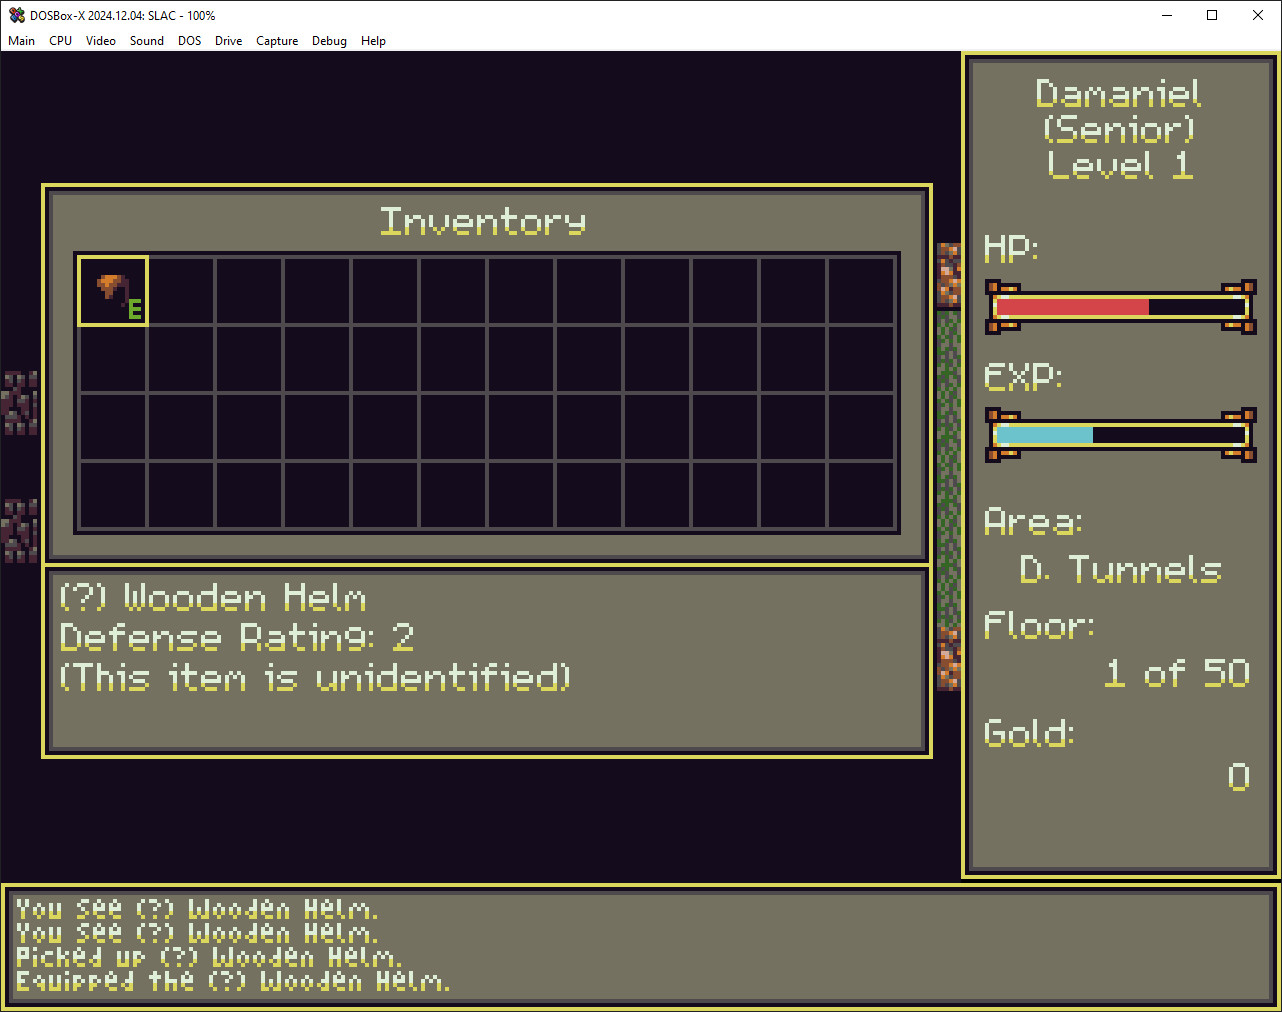 DOSBox-X 2024.12.04: SLAC - 100%
Main CPU Video Sound DOS Drive Capture Debug Help
Inventory
E
(?) Wooden Helm
Defense Rating: 2
(This item is unidentified)
Damaniel
(Senior)
Level 1
HP:
EXP:
Area:
D. Tunnels
Floor:
1 of 50
Gold:
0
You see (?) Wooden Helm.
You see (?) Wooden Helm.
Picked up (?) Wooden Helm.
Equipped the (?) Wooden Helm.